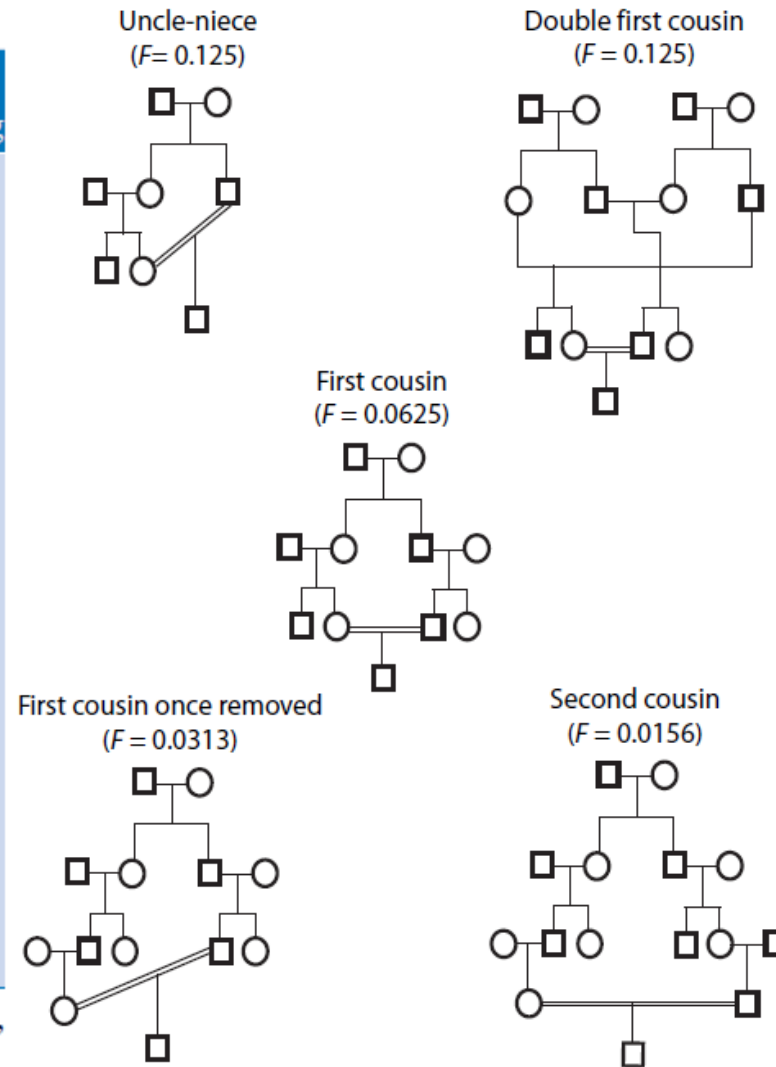 Uncle-niece
(F= 0.125)
Double first cousin
(F = 0.125)
First cousin
(F = 0.0625)
First cousin once removed
(F = 0.0313)
Second cousin
(F = 0.0156)